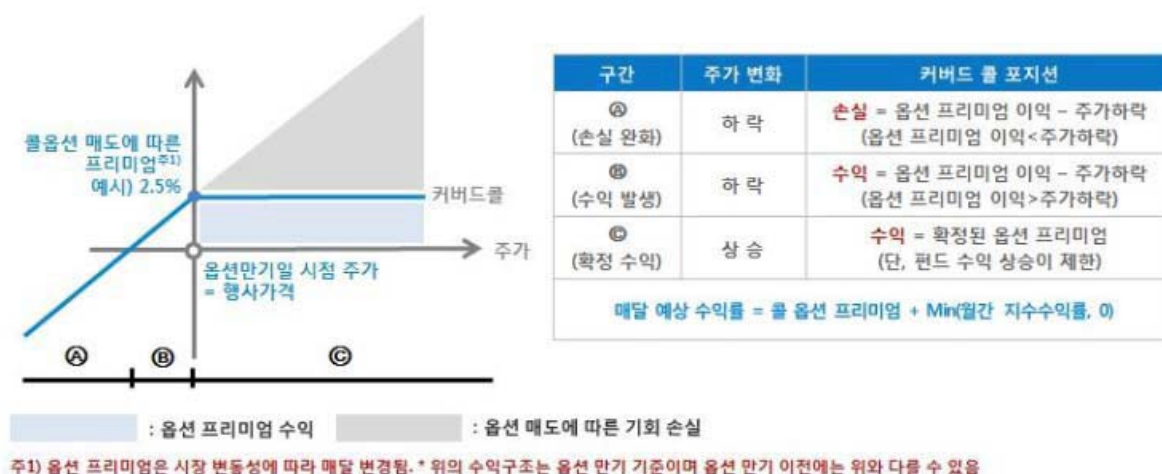 콜옵션 매도에 따른
프리미엄주1)
예시) 2.5%
커버드콜
주가
옵션만기일 시점 주가
= 행사가격
Ⓐ
Ⓑ
Ⓒ
구간 주가 변화 커버드 콜 포지션
Ⓐ
(손실 완화)
하 락
손실 = 옵션 프리미엄 이익 – 주가하락
(옵션 프리미엄 이익<주가하락)
Ⓑ
(수익 발생)
하 락
수익 = 옵션 프리미엄 이익 – 주가하락
(옵션 프리미엄 이익>주가하락)
Ⓒ
(확정 수익)
상 승
수익 = 확정된 옵션 프리미엄
(단, 펀드 수익 상승이 제한)
매달 예상 수익률 = 콜 옵션 프리미엄 + Min(월간 지수수익률, 0)
: 옵션 프리미엄 수익
: 옵션 매도에 따른 기회 손실
주1) 옵션 프리미엄은 시장 변동성에 따라 매달 변경됨. * 위의 수익구조는 옵션 만기 기준이며 옵션 만기 이전에는 위와 다를 수 있음